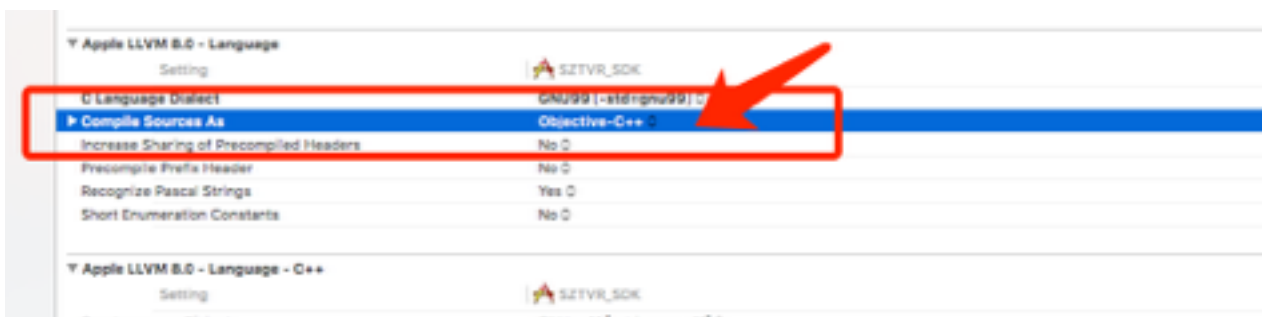 ▼ Apple LLVM 8.0 - Language
Setting SZTVR_SDK
C Language Dialect GNU99 [-std=gnu99]
▶ Compile Sources As Objective-C++
Increase Sharing of Precompiled Headers No
Precompile Prefix Header No
Recognize Pascal Strings Yes
Short Enumeration Constants No
▼ Apple LLVM 8.0 - Language - C++
Setting SZTVR_SDK